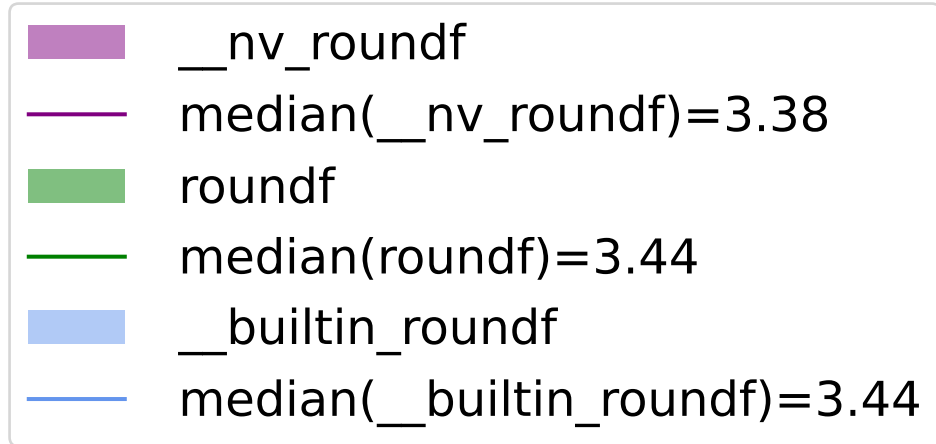 __nv_roundf
median(__nv_roundf)=3.38
roundf
median(roundf)=3.44
__builtin_roundf
median(__builtin_roundf)=3.44